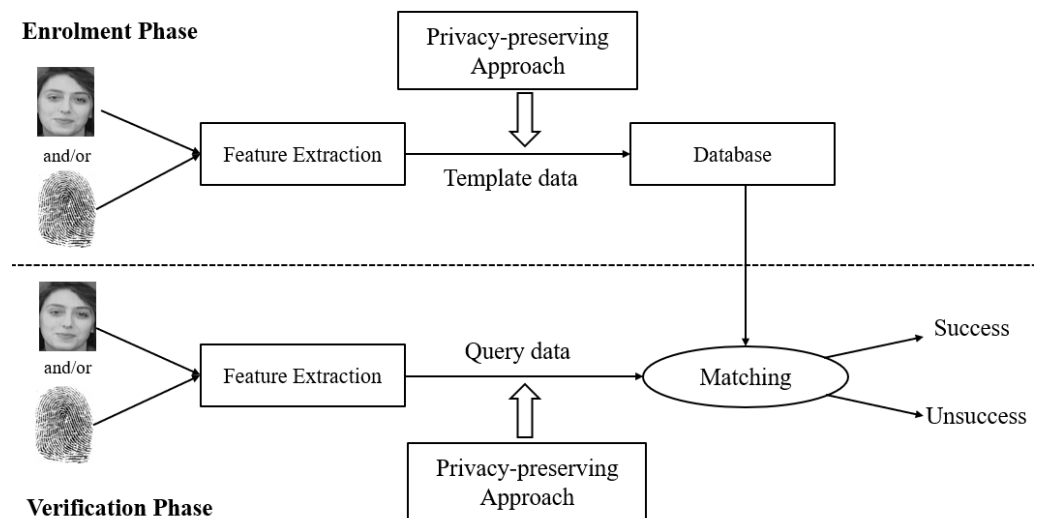 Enrolment Phase
Privacy-preserving
Approach
and/or
Feature Extraction
Template data
Database
and/or
Feature Extraction
Query data
Matching
Success
Unsuccess
Privacy-preserving
Approach
Verification Phase